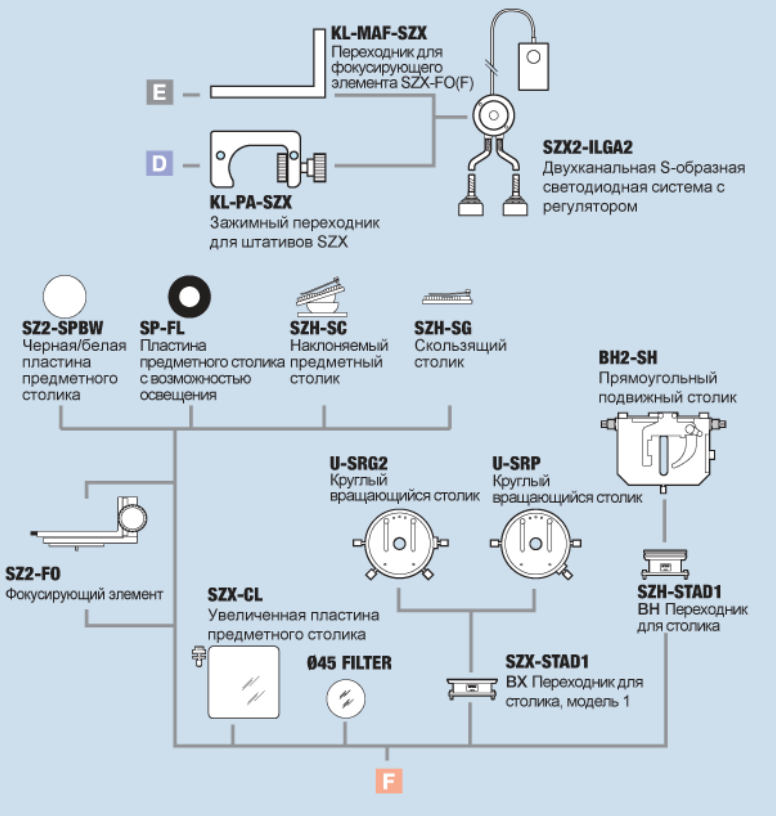 KL-MAF-SZX
Переходник для
фокусирующего
элемента SZX-FO(F)
E
SZX2-ILGA2
Двухканальная S-образная
светодиодная система с
регулятором
D
KL-PA-SZX
Зажимный переходник
для штативов SZX
SZ2-SPBW
Черная/белая
пластина
предметного
столика
SP-FL
Пластина
предметного столика
с возможностью
освещения
SZH-SC
Наклоняемый
предметный
столик
SZH-SG
Скользящий
столик
BH2-SH
Прямоугольный
подвижный столик
U-SRG2
Круглый
вращающийся столик
U-SRP
Круглый
вращающийся столик
SZ2-FO
Фокусирующий элемент
SZX-CL
Увеличенная пластина
предметного столика
Ø45 FILTER
SZX-STAD1
BX Переходник для
столика, модель 1
SZH-STAD1
BH Переходник
для столика
F